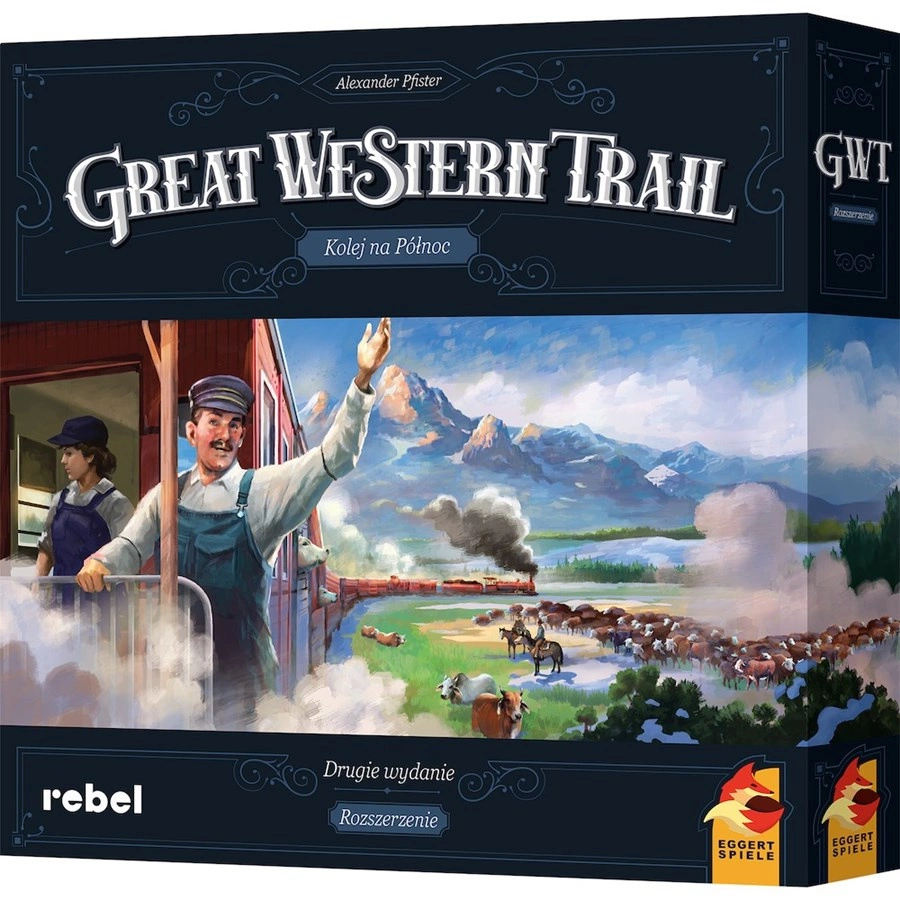 Alexander Pfister
GREAT WESTERN TRAIL
Kolej na Północ
GWT
Rozszerzenie
rebel
Drugie wydanie
Rozszerzenie
EGGERT
SPIELE
EGGERT
SPIELE